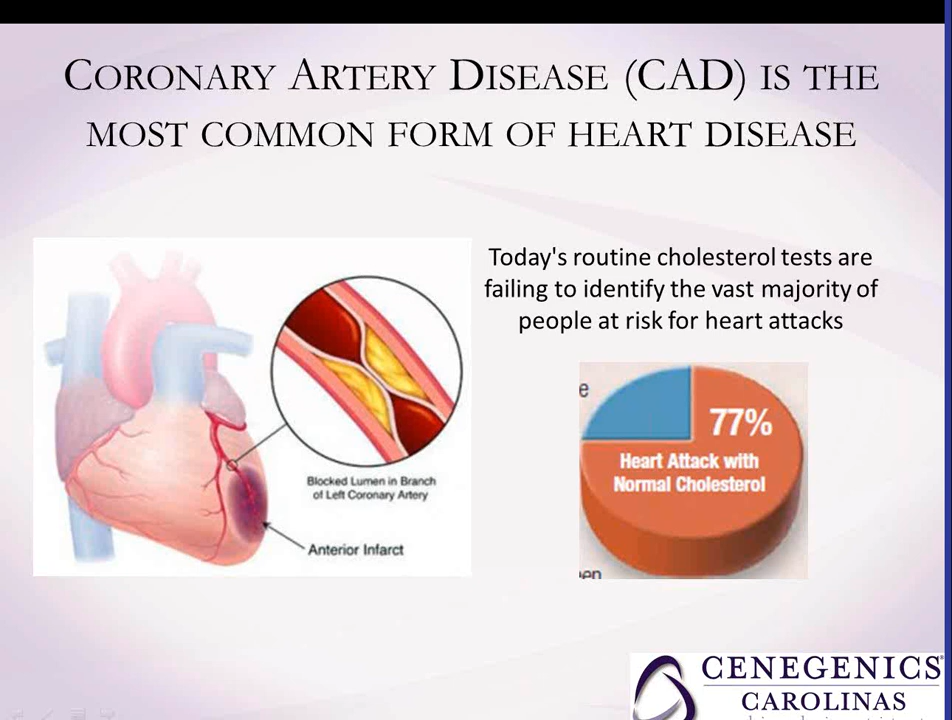 CORONARY ARTERY DISEASE (CAD) IS THE
MOST COMMON FORM OF HEART DISEASE
Today's routine cholesterol tests are
failing to identify the vast majority of
people at risk for heart attacks
Blocked Lumen in Branch
of Left Coronary Artery
Anterior Infarct
77%
Heart Attack with
Normal Cholesterol
CENEGENICS
CAROLINAS